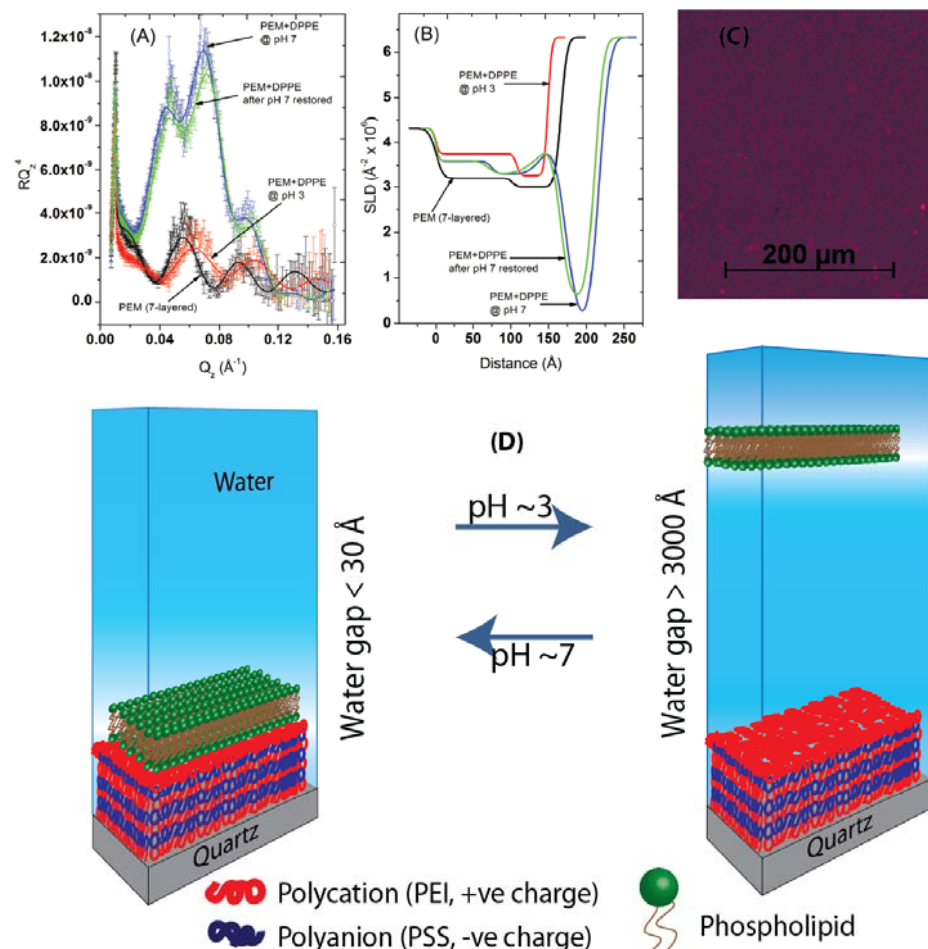 (A)
PEM+DPPE
@ pH 7
PEM+DPPE
after pH 7 restored
PEM+DPPE
@ pH 3
PEM (7-layered)
1.2x10⁻⁸
1.0x10⁻⁸
8.0x10⁻⁹
6.0x10⁻⁹
4.0x10⁻⁹
2.0x10⁻⁹
0.0
RQz⁴
0.00 0.04 0.08 0.12 0.16
Qz (Å⁻¹)
(B)
PEM+DPPE
@ pH 3
PEM (7-layered)
PEM+DPPE
after pH 7 restored
PEM+DPPE
@ pH 7
6
5
4
3
2
1
0
SLD (Å⁻² x 10⁶)
0 50 100 150 200 250
Distance (Å)
(C)
200 µm
(D)
Water
pH ~3
pH ~7
Water gap < 30 Å
Water gap > 3000 Å
Quartz
Quartz
Polycation (PEI, +ve charge)
Polyanion (PSS, -ve charge)
Phospholipid